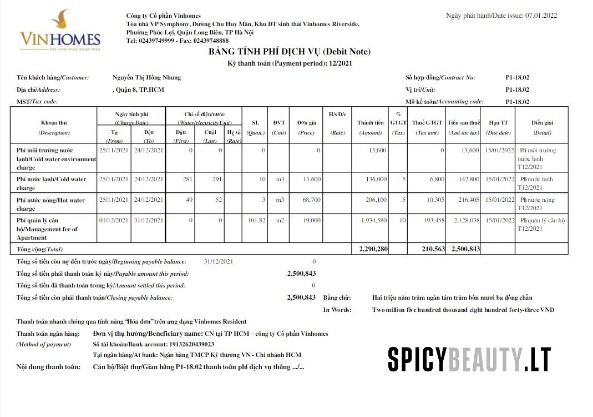 VINHOMES
Công ty Cổ phần Vinhomes
Tòa nhà VP Symphony, Đường Chu Huy Mân, Khu ĐT sinh thái Vinhomes Riverside,
Phường Phúc Lợi, Quận Long Biên, TP. Hà Nội
Tel: 02439749999 - Fax: 02439748888
Ngày phát hành/Date issue: 07.01.2022
BẢNG TÍNH PHÍ DỊCH VỤ (Debit Note)
Kỳ thanh toán (Payment period): 12/2021
Tên khách hàng/Customer: Nguyễn Thị Hồng Nhung Số hợp đồng/Contract No: P1-18.02
Địa chỉ/Address: , Quận 8, TP.HCM Vị trí/Unit: P1-18.02
MST/Tax code: Mã kế toán/Accounting code: P1-18.02
Khoản thu Ngày tính phí Chỉ số điện/nước SL ĐVT Đơn giá Thành tiền % GTGT Thuế GTGT Tiền sau thuế Hạn TT Diễn giải
(Description) (Charge Date) (Quan.) (Unit) (Price) (Rate) (Amount) (Tax) (Tax amt) (Due date) (Detail)
Từ Đến Đầu Cuối Hệ số
(From) (To) (First) (Last) (Rate)
Phí môi trường nước 25/11/2021 24/12/2021 0 0 0 13,600 0 13,600 15/01/2022 Phí môi trường
lạnh/Cold water environment nước lạnh
charge T12/2021
Phí nước lạnh/Cold water 25/11/2021 24/12/2021 281 291 10 m3 13,600 136,000 5 6,800 142,800 15/01/2022 Phí nước lạnh
charge T12/2021
Phí nước nóng/Hot water 25/11/2021 24/12/2021 49 52 3 m3 68,700 206,100 5 10,305 216,405 15/01/2022 Phí nước nóng
charge T12/2021
Phí quản lý căn 01/12/2021 31/12/2021 0 0 101.82 m2 19,000 1,934,580 10 193,458 2,128,038 15/01/2022 Phí quản lý căn hộ
hộ/Management fee of T12/2021
Apartment
Tổng cộng(Total) 2,290,280 210,563 2,500,843
Tổng số tiền còn nợ đến trước ngày/Beginning payable balance: 31/12/2021 0
Tổng số tiền phải thanh toán kỳ này/Payable amount this period: 2,500,843
Tổng số tiền đã thanh toán trong kỳ/Amount settled this period: 0
Tổng số tiền còn phải thanh toán/Closing payable balance: 2,500,843 Bằng chữ: Hai triệu năm trăm ngàn tám trăm bốn mươi ba đồng chẵn
In Words: Two million five hundred thousand eight hundred forty-three VND
Thanh toán nhanh chóng qua tính năng "Hóa đơn" trên ứng dụng Vinhomes Resident
Thanh toán ngân hàng: Đơn vị thụ hưởng/Beneficiary name: CN tại TP HCM – công ty Cổ phần Vinhomes
(Method of payment) Số tài khoản/Bank account: 19132620439023
Tại ngân hàng/At bank: Ngân hàng TMCP Kỹ thương VN - Chi nhánh HCM
Nội dung thanh toán: Căn hộ/Biệt thự/Gian hàng P1-18.02 thanh toán phí dịch vụ tháng .../...
SPICYBEAUTY.LT